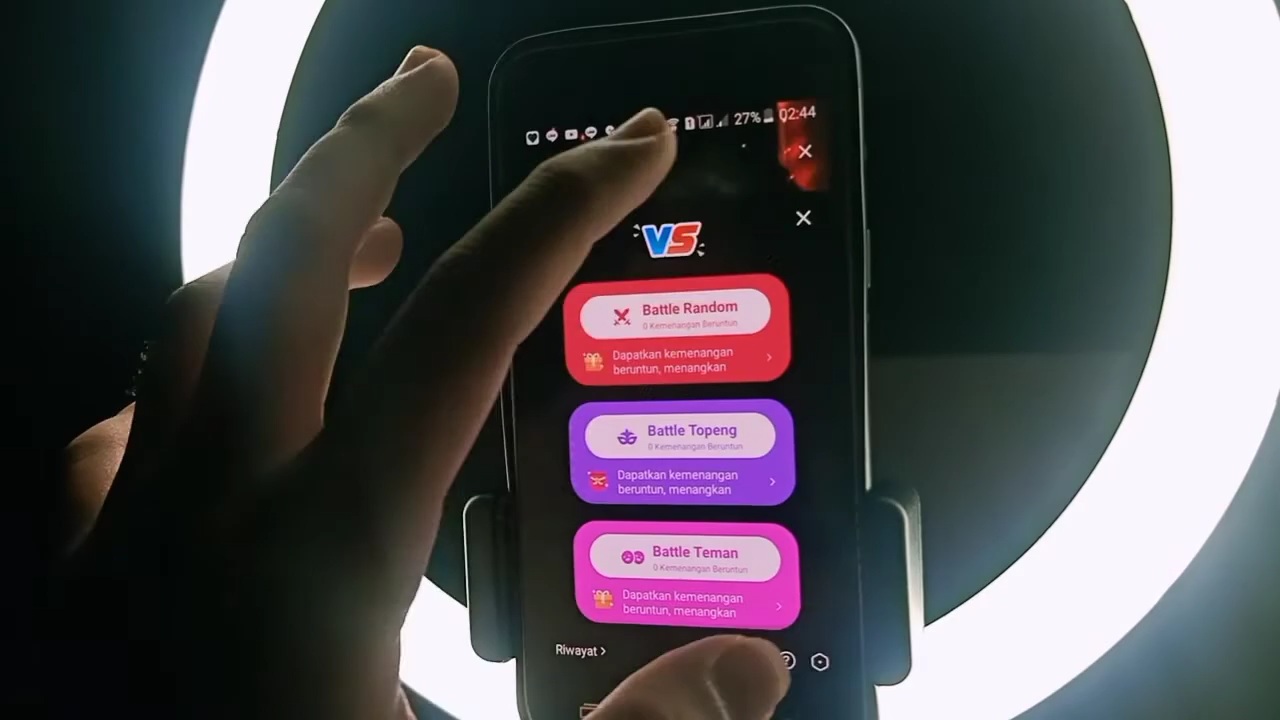 27% 02:44
VS
Battle Random
0 Kemenangan Beruntun
Dapatkan kemenangan
beruntun, menangkan
Battle Topeng
0 Kemenangan Beruntun
Dapatkan kemenangan
beruntun, menangkan
Battle Teman
0 Kemenangan Beruntun
Dapatkan kemenangan
beruntun, menangkan
Riwayat >